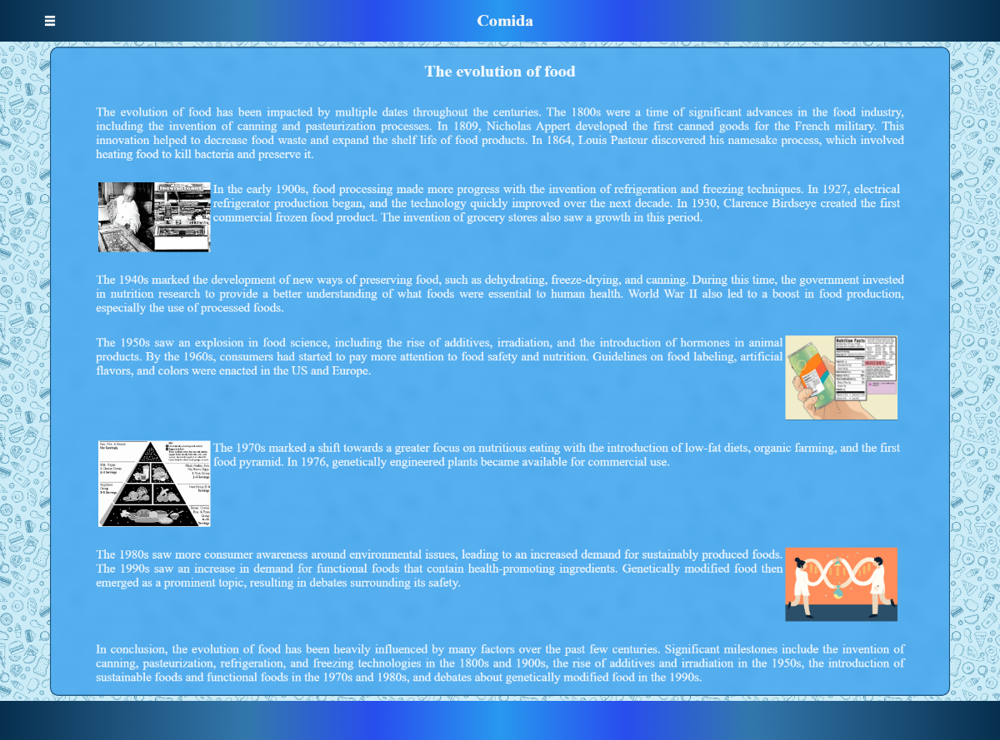 Comida
The evolution of food
The evolution of food has been impacted by multiple dates throughout the centuries. The 1800s were a time of significant advances in the food industry,
including the invention of canning and pasteurization processes. In 1809, Nicholas Appert developed the first canned goods for the French military. This
innovation helped to decrease food waste and expand the shelf life of food products. In 1864, Louis Pasteur discovered his namesake process, which involved
heating food to kill bacteria and preserve it.
In the early 1900s, food processing made more progress with the invention of refrigeration and freezing techniques. In 1927, electrical
refrigerator production began, and the technology quickly improved over the next decade. In 1930, Clarence Birdseye created the first
commercial frozen food product. The invention of grocery stores also saw a growth in this period.
The 1940s marked the development of new ways of preserving food, such as dehydrating, freeze-drying, and canning. During this time, the government invested
in nutrition research to provide a better understanding of what foods were essential to human health. World War II also led to a boost in food production,
especially the use of processed foods.
The 1950s saw an explosion in food science, including the rise of additives, irradiation, and the introduction of hormones in animal
products. By the 1960s, consumers had started to pay more attention to food safety and nutrition. Guidelines on food labeling, artificial
flavors, and colors were enacted in the US and Europe.
Nutrition Facts
INGREDIENTS
The 1970s marked a shift towards a greater focus on nutritious eating with the introduction of low-fat diets, organic farming, and the first
food pyramid. In 1976, genetically engineered plants became available for commercial use.
The 1980s saw more consumer awareness around environmental issues, leading to an increased demand for sustainably produced foods.
The 1990s saw an increase in demand for functional foods that contain health-promoting ingredients. Genetically modified food then
emerged as a prominent topic, resulting in debates surrounding its safety.
In conclusion, the evolution of food has been heavily influenced by many factors over the past few centuries. Significant milestones include the invention of
canning, pasteurization, refrigeration, and freezing technologies in the 1800s and 1900s, the rise of additives and irradiation in the 1950s, the introduction of
sustainable foods and functional foods in the 1970s and 1980s, and debates about genetically modified food in the 1990s.